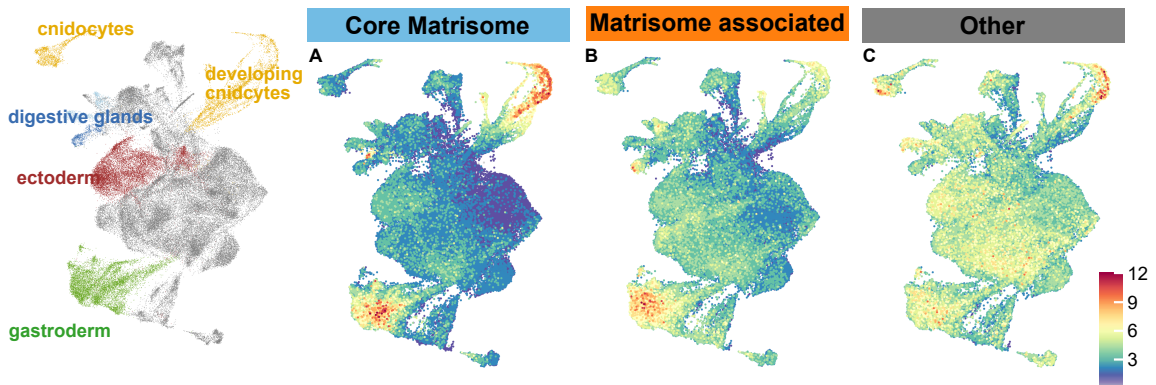 Core Matrisome
Matrisome associated
Other
cnidocytes
developing
cnidcytes
digestive glands
ectoderm
gastroderm
A
B
C
12
9
6
3